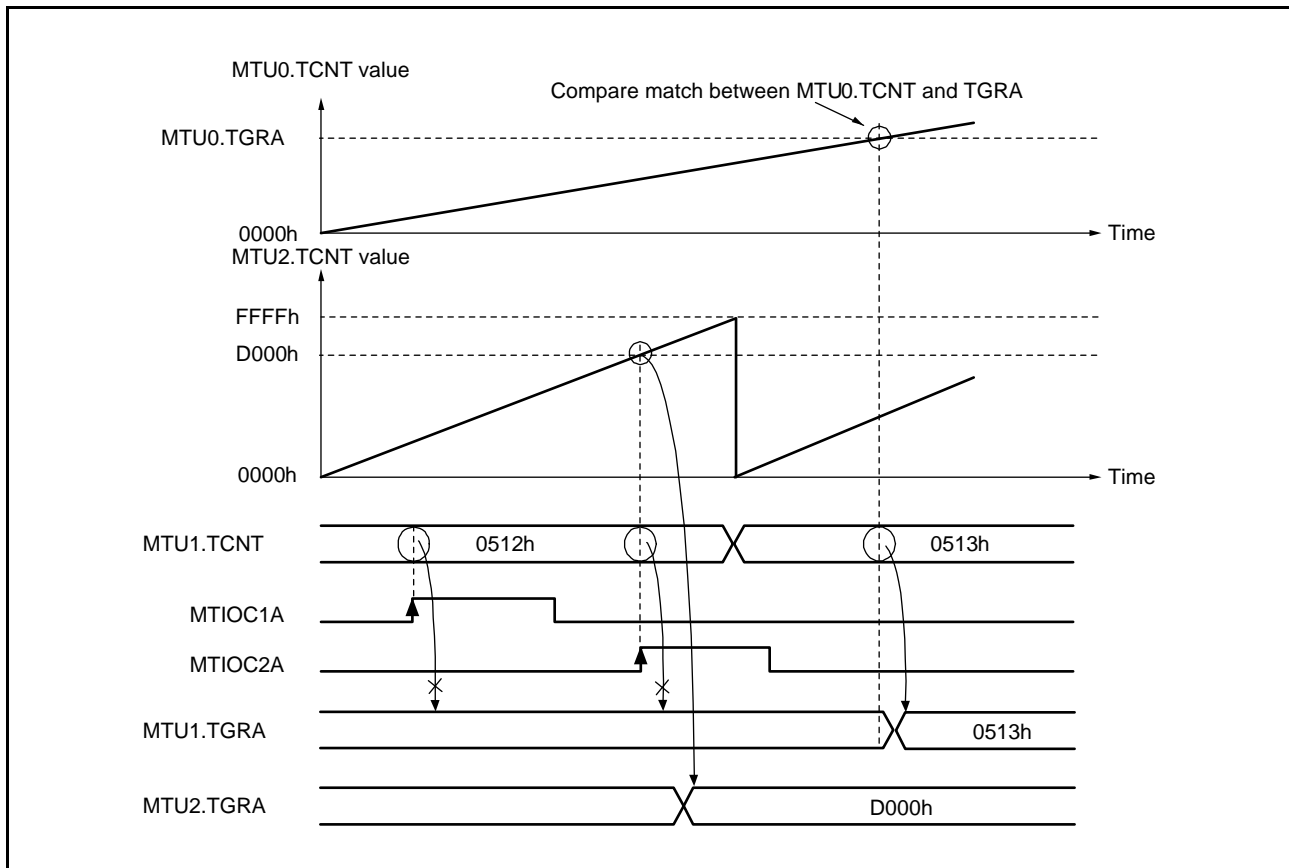 MTU0.TCNT value
Compare match between MTU0.TCNT and TGRA
MTU0.TGRA
0000h
Time
MTU2.TCNT value
FFFFh
D000h
0000h
Time
MTU1.TCNT
0512h
0513h
MTIOC1A
MTIOC2A
MTU1.TGRA
0513h
MTU2.TGRA
D000h